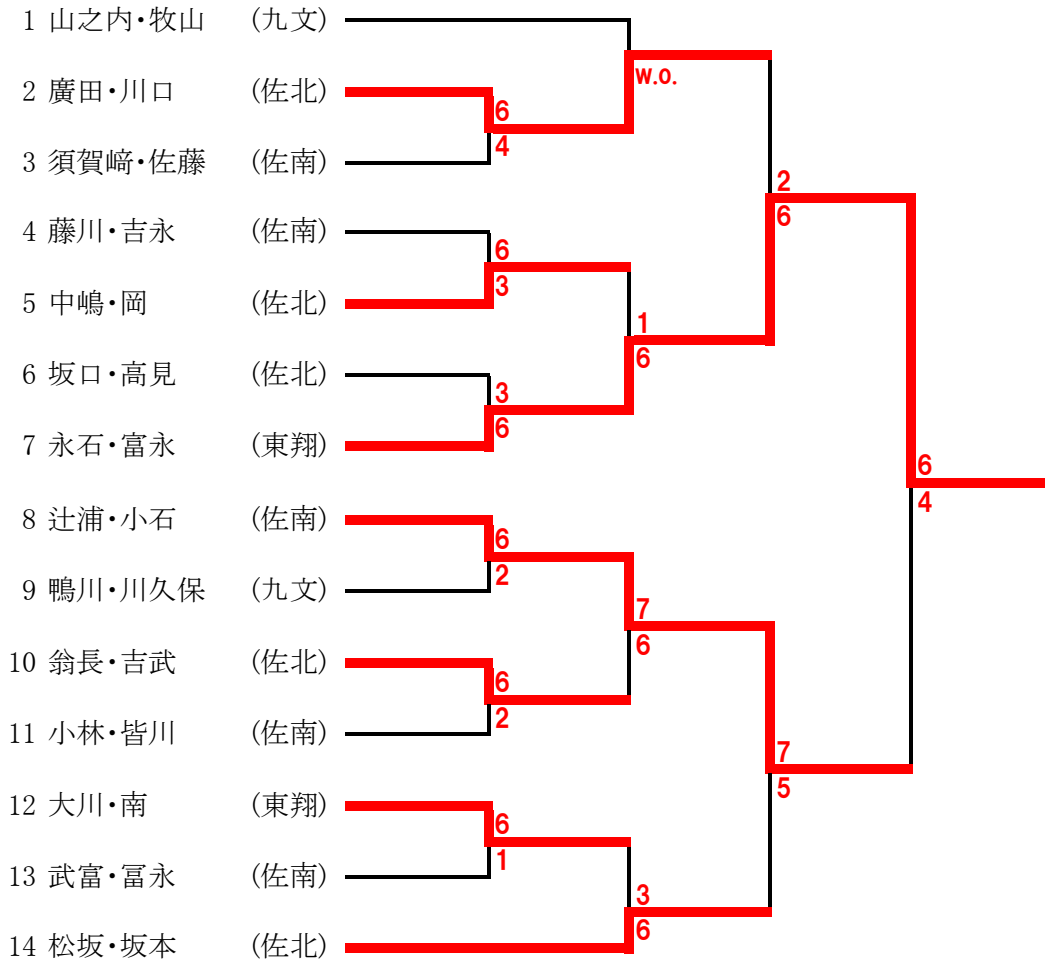 1 山之内・牧山 (九文)
w.o.
2 廣田・川口 (佐北)
6
4
3 須賀﨑・佐藤 (佐南)
2
6
4 藤川・吉永 (佐南)
6
3
5 中嶋・岡 (佐北)
1
6
6 坂口・高見 (佐北)
3
6
7 永石・富永 (東翔)
6
4
8 辻浦・小石 (佐南)
6
2
9 鴨川・川久保 (九文)
7
6
10 翁長・吉武 (佐北)
6
2
11 小林・皆川 (佐南)
7
5
12 大川・南 (東翔)
6
1
13 武富・冨永 (佐南)
3
6
14 松坂・坂本 (佐北)